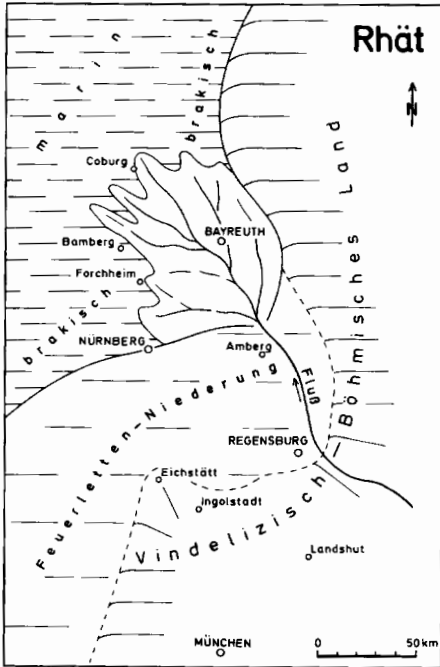 Rhät
N
marin
brakisch
Coburg
BAYREUTH
Bamberg
Forchheim
brakisch
NÜRNBERG
Amberg
Fluß
Feuerletten-Niederung
REGENSBURG
Eichstätt
Ingolstadt
Vindelizisch - Böhmisches Land
Landshut
MÜNCHEN
0 50km